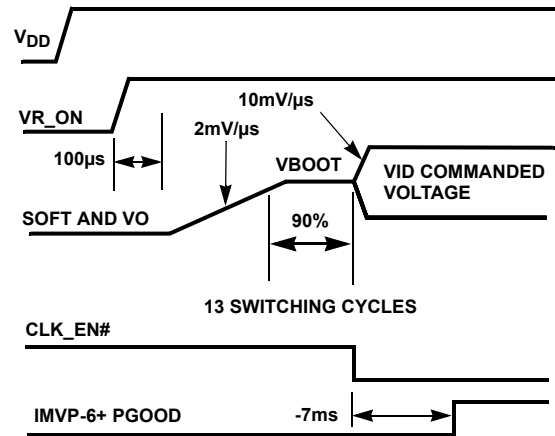 VDD
VR_ON
10mV/µs
2mV/µs
100µs
VBOOT
VID COMMANDED
VOLTAGE
SOFT AND VO
90%
13 SWITCHING CYCLES
CLK_EN#
IMVP-6+ PGOOD
-7ms